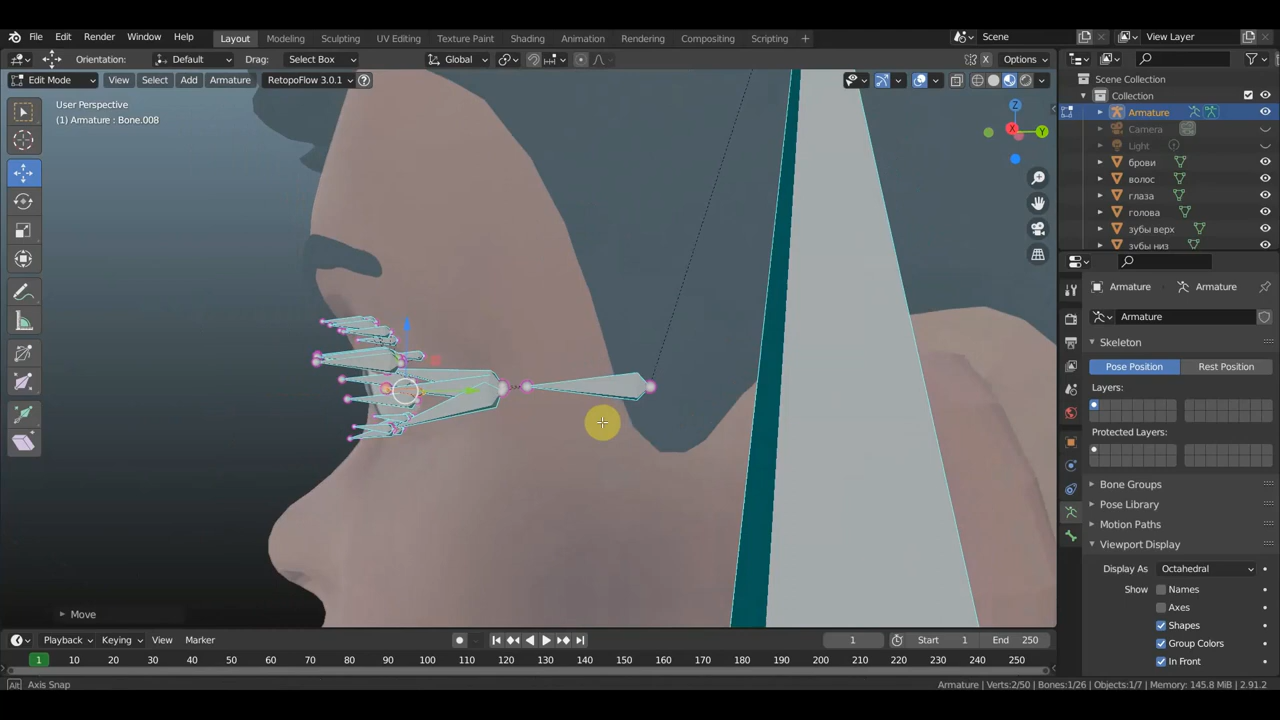 File Edit Render Window Help Layout Modeling Sculpting UV Editing Texture Paint Shading Animation Rendering Compositing Scripting + Scene View Layer
Orientation: Default Drag: Select Box Global X Options
Edit Mode View Select Add Armature RetopoFlow 3.0.1 ?
User Perspective
(1) Armature : Bone.008
Z
X Y
Move
Scene Collection
Collection
Armature
Camera
Light
брови
волос
глаза
голова
зубы верх
зубы низ
Armature Armature
Armature
Skeleton
Pose Position Rest Position
Layers:
Protected Layers:
Bone Groups
Pose Library
Motion Paths
Viewport Display
Display As Octahedral
Show Names
Axes
Shapes
Group Colors
In Front
Playback Keying View Marker 1 Start 1 End 250
1 10 20 30 40 50 60 70 80 90 100 110 120 130 140 150 160 170 180 190 200 210 220 230 240 250
Alt Axis Snap Armature | Verts:2/50 | Bones:1/26 | Objects:1/7 | Memory: 145.8 MiB | 2.91.2